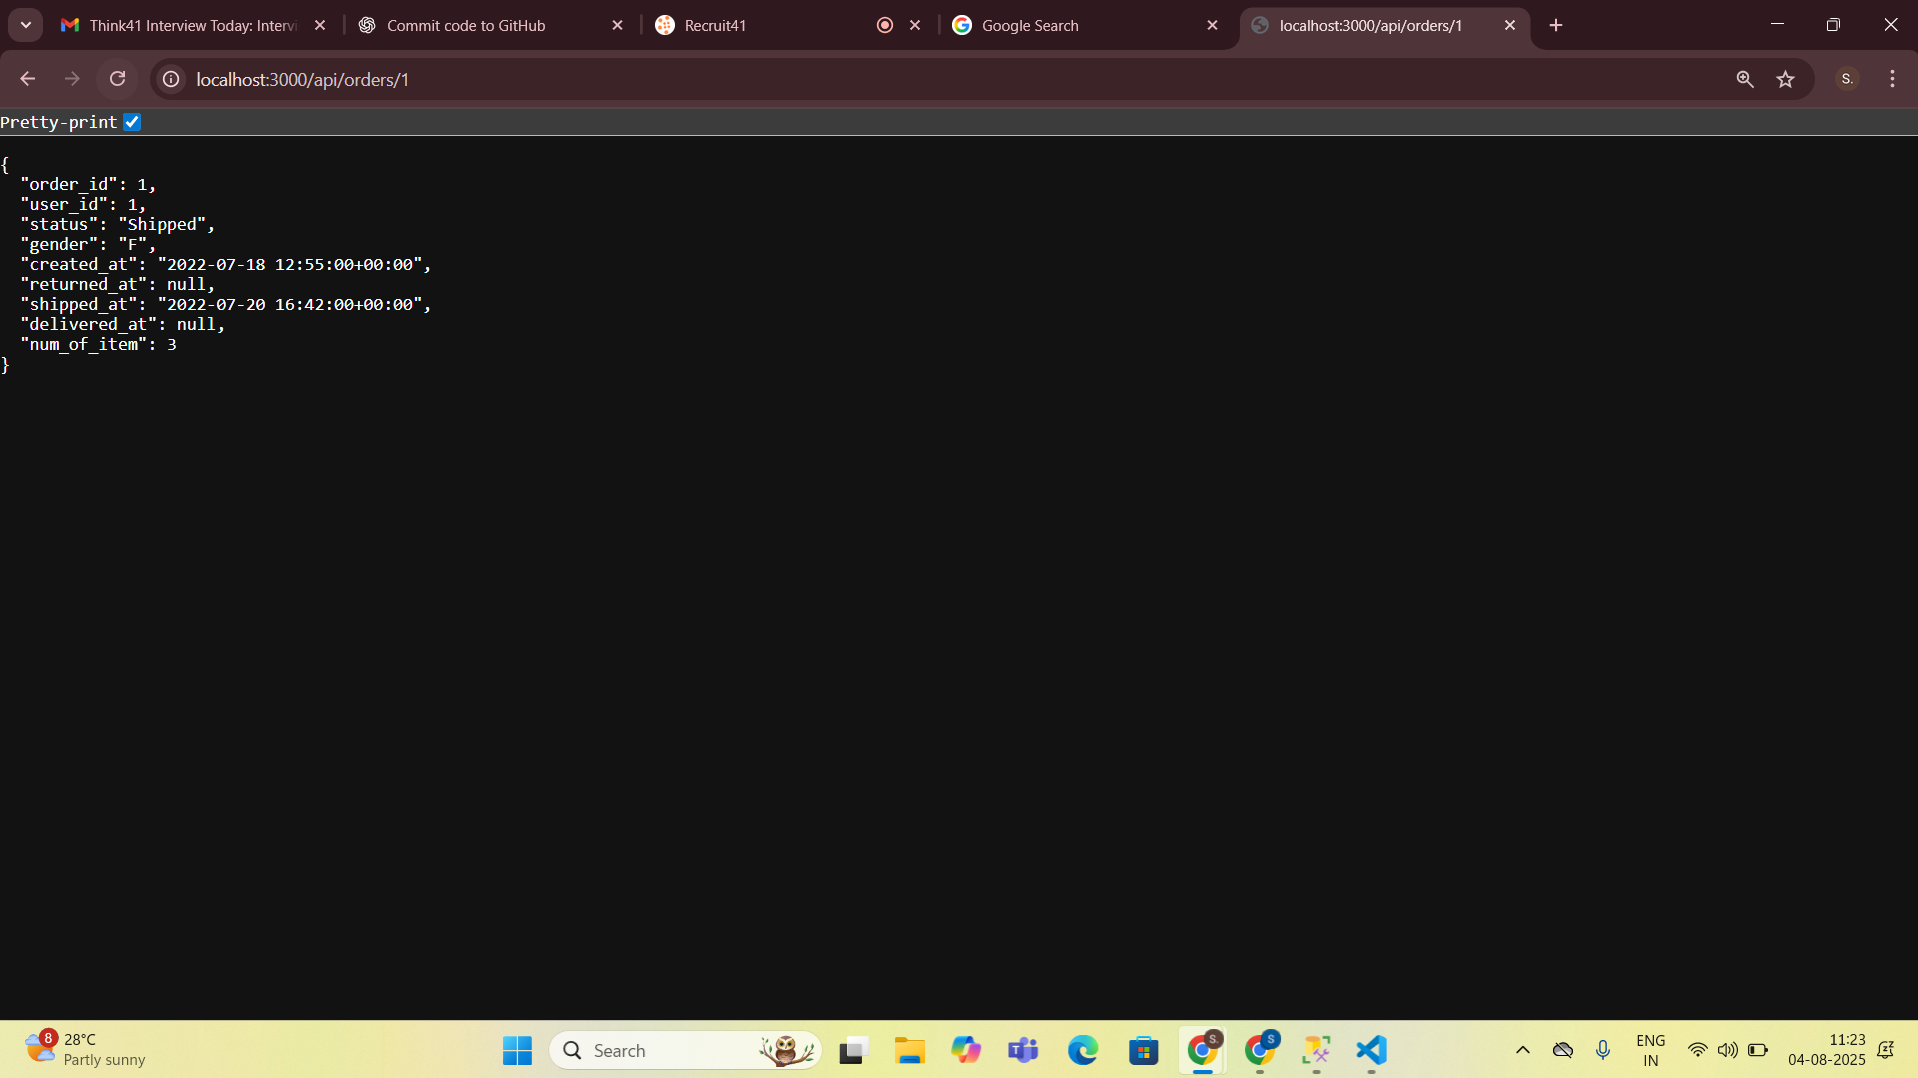 Think41 Interview Today: Intervi
Commit code to GitHub
Recruit41
Google Search
localhost:3000/api/orders/1
localhost:3000/api/orders/1
S.
Pretty-print
{
"order_id": 1,
"user_id": 1,
"status": "Shipped",
"gender": "F",
"created_at": "2022-07-18 12:55:00+00:00",
"returned_at": null,
"shipped_at": "2022-07-20 16:42:00+00:00",
"delivered_at": null,
"num_of_item": 3
}
8
28°C
Partly sunny
Search
S.
S
ENG
IN
11:23
04-08-2025